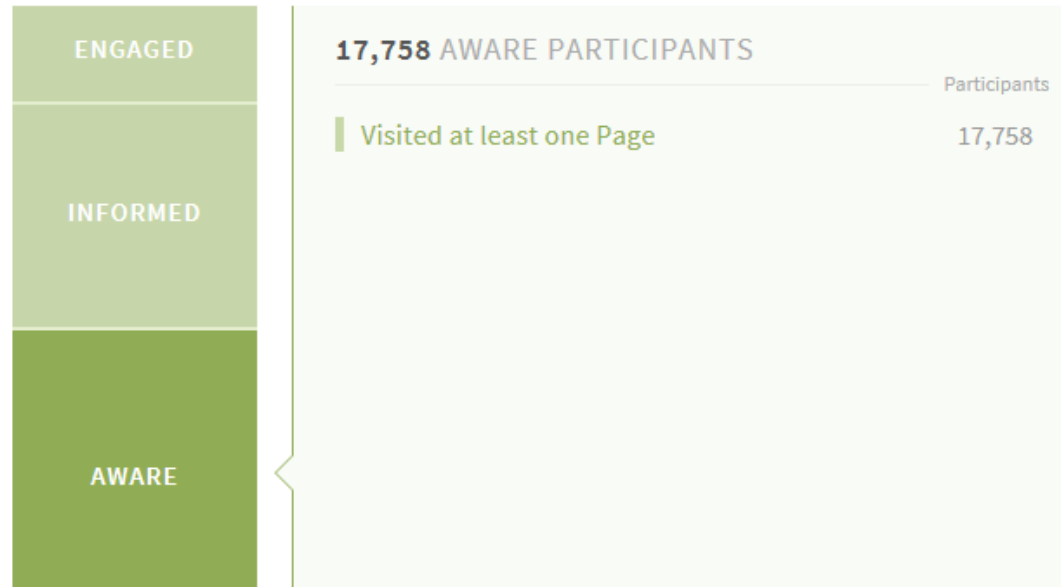 ENGAGED
INFORMED
AWARE
17,758 AWARE PARTICIPANTS
Participants
Visited at least one Page 17,758